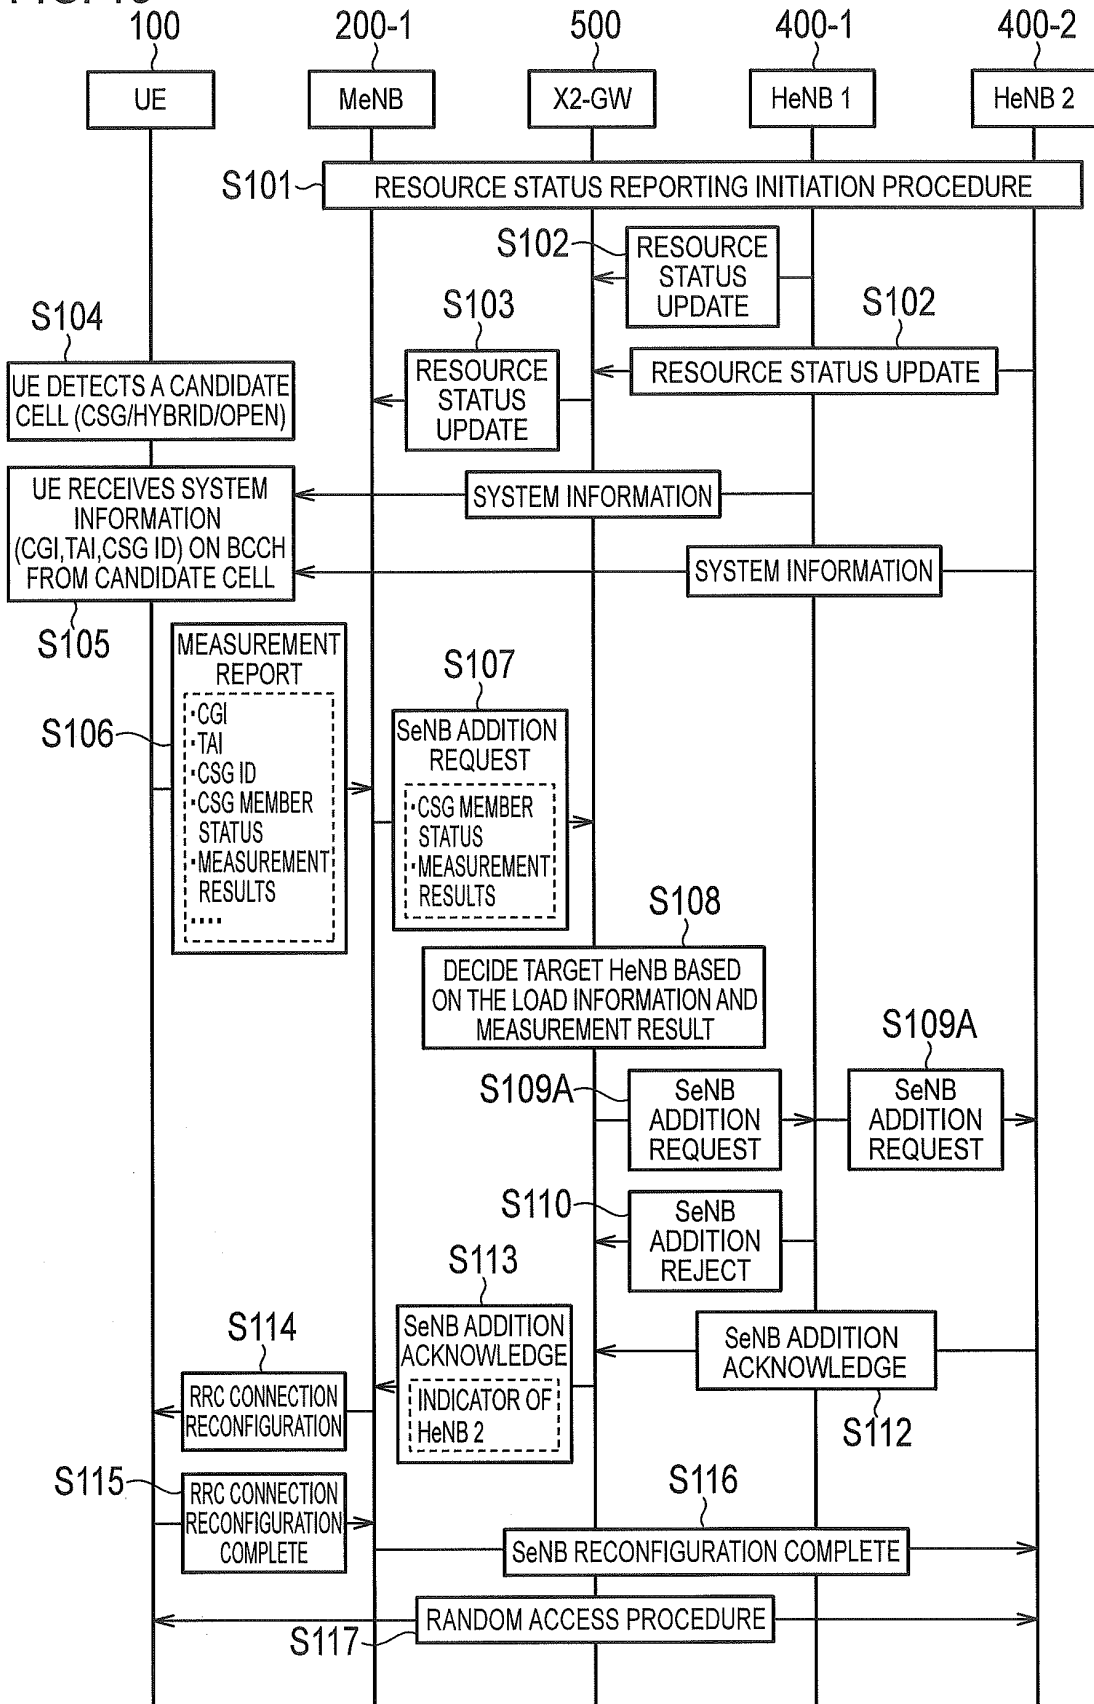 100
200-1
500
400-1
400-2
UE
MeNB
X2-GW
HeNB 1
HeNB 2
S101
RESOURCE STATUS REPORTING INITIATION PROCEDURE
S102
RESOURCE
STATUS
UPDATE
S104
S103
S102
UE DETECTS A CANDIDATE
CELL (CSG/HYBRID/OPEN)
RESOURCE
STATUS
UPDATE
RESOURCE STATUS UPDATE
UE RECEIVES SYSTEM
INFORMATION
(CGI,TAI,CSG ID) ON BCCH
FROM CANDIDATE CELL
SYSTEM INFORMATION
SYSTEM INFORMATION
S105
MEASUREMENT
REPORT
S106
·CGI
·TAI
·CSG ID
·CSG MEMBER
STATUS
·MEASUREMENT
RESULTS
····
S107
SeNB ADDITION
REQUEST
·CSG MEMBER
STATUS
·MEASUREMENT
RESULTS
S108
DECIDE TARGET HeNB BASED
ON THE LOAD INFORMATION AND
MEASUREMENT RESULT
S109A
SeNB
ADDITION
REQUEST
S109A
SeNB
ADDITION
REQUEST
S110
SeNB
ADDITION
REJECT
S113
SeNB ADDITION
ACKNOWLEDGE
INDICATOR OF
HeNB 2
SeNB ADDITION
ACKNOWLEDGE
S112
S114
RRC CONNECTION
RECONFIGURATION
S115
RRC CONNECTION
RECONFIGURATION
COMPLETE
S116
SeNB RECONFIGURATION COMPLETE
RANDOM ACCESS PROCEDURE
S117